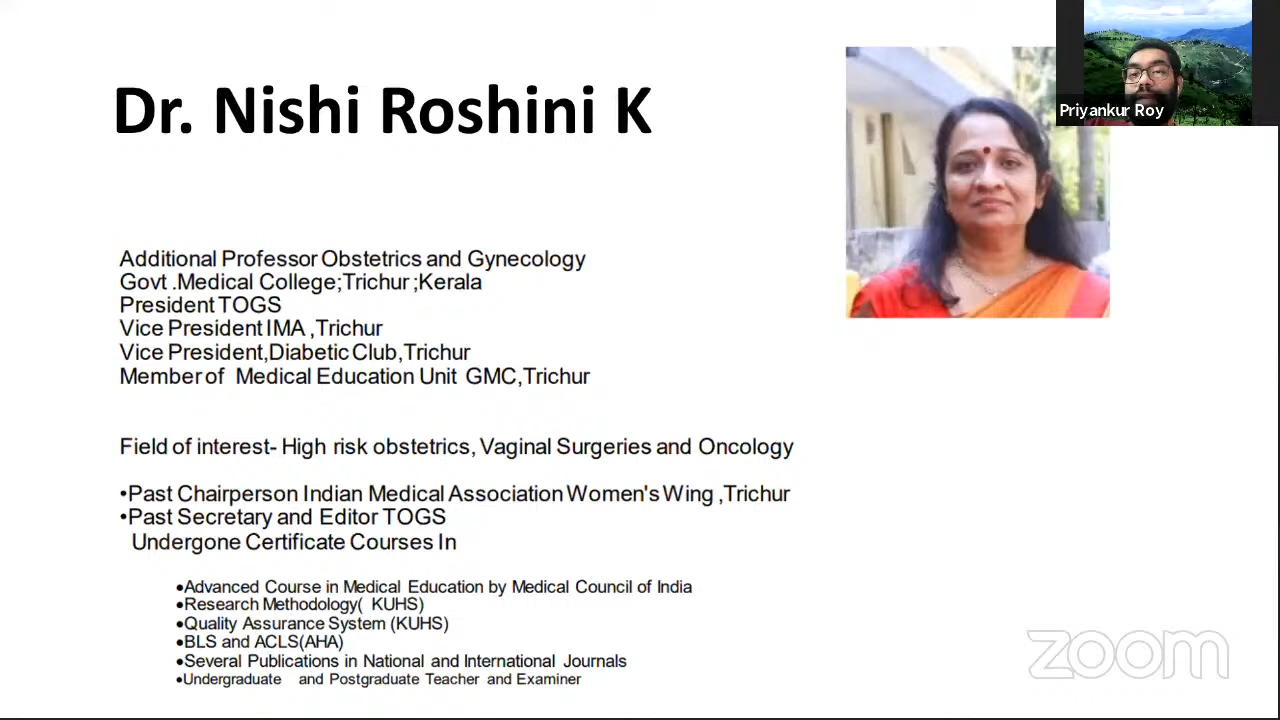 Dr. Nishi Roshini K
Priyankur Roy
Additional Professor Obstetrics and Gynecology
Govt .Medical College;Trichur ;Kerala
President TOGS
Vice President IMA ,Trichur
Vice President,Diabetic Club,Trichur
Member of Medical Education Unit GMC,Trichur
Field of interest- High risk obstetrics, Vaginal Surgeries and Oncology
•Past Chairperson Indian Medical Association Women's Wing ,Trichur
•Past Secretary and Editor TOGS
Undergone Certificate Courses In
•Advanced Course in Medical Education by Medical Council of India
•Research Methodology( KUHS)
•Quality Assurance System (KUHS)
•BLS and ACLS(AHA)
•Several Publications in National and International Journals
•Undergraduate and Postgraduate Teacher and Examiner
zoom